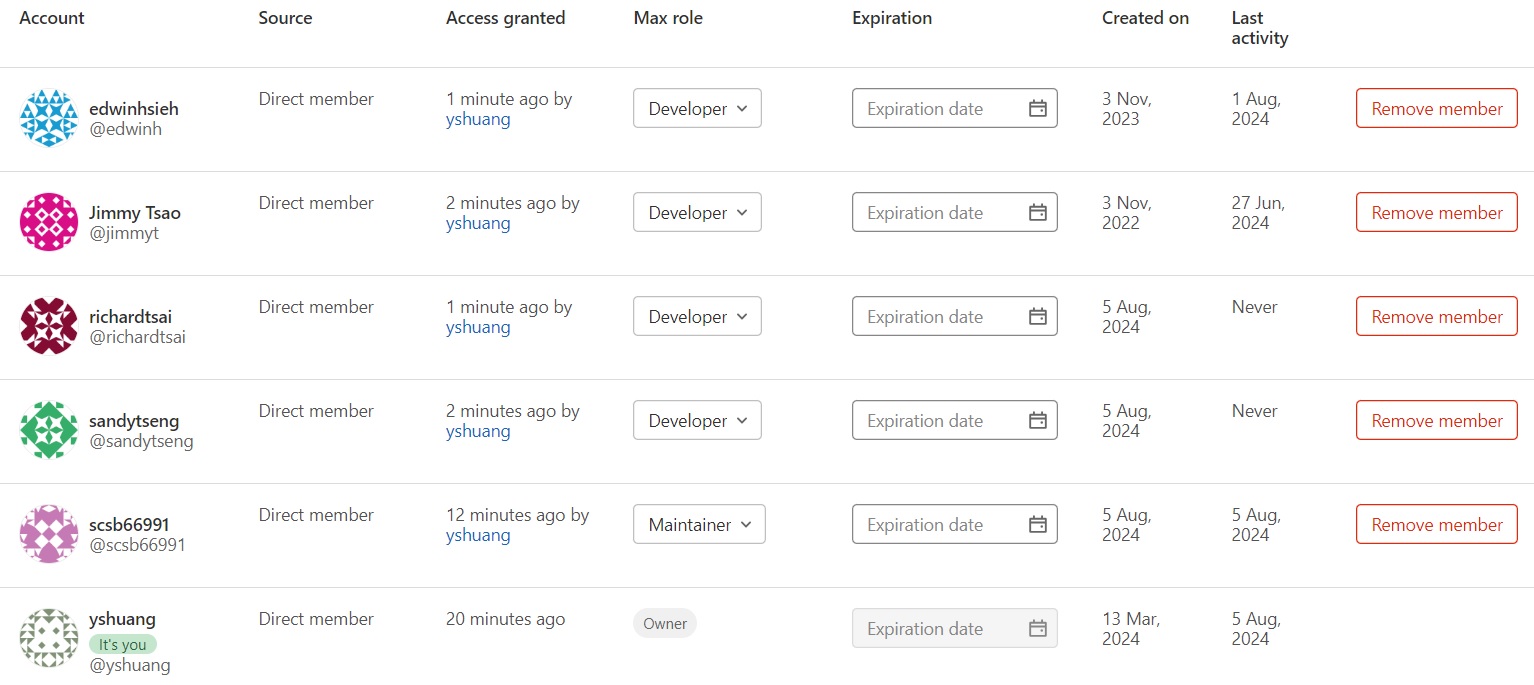 Account Source Access granted Max role Expiration Created on Last activity
edwinhsieh
@edwinh
Direct member
1 minute ago by
yshuang
Developer
Expiration date
3 Nov,
2023
1 Aug,
2024
Remove member
Jimmy Tsao
@jimmyt
Direct member
2 minutes ago by
yshuang
Developer
Expiration date
3 Nov,
2022
27 Jun,
2024
Remove member
richardtsai
@richardtsai
Direct member
1 minute ago by
yshuang
Developer
Expiration date
5 Aug,
2024
Never
Remove member
sandytseng
@sandytseng
Direct member
2 minutes ago by
yshuang
Developer
Expiration date
5 Aug,
2024
Never
Remove member
scsb66991
@scsb66991
Direct member
12 minutes ago by
yshuang
Maintainer
Expiration date
5 Aug,
2024
5 Aug,
2024
Remove member
yshuang
It's you
@yshuang
Direct member
20 minutes ago
Owner
Expiration date
13 Mar,
2024
5 Aug,
2024